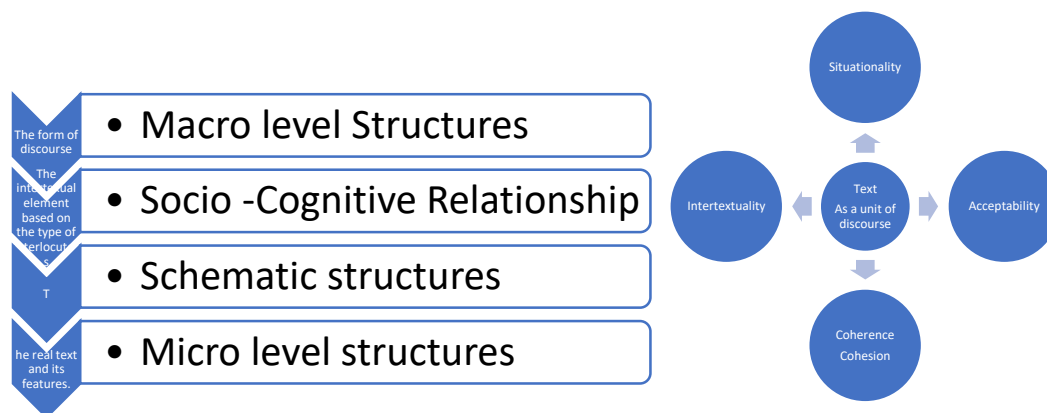 The form of
discourse
• Macro level Structures
The
intertextual
element
based on
the type of
terlocut
s
• Socio -Cognitive Relationship
T
• Schematic structures
he real text
and its
features.
• Micro level structures
Situationality
Intertextuality
Text
As a unit of
discourse
Acceptability
Coherence
Cohesion